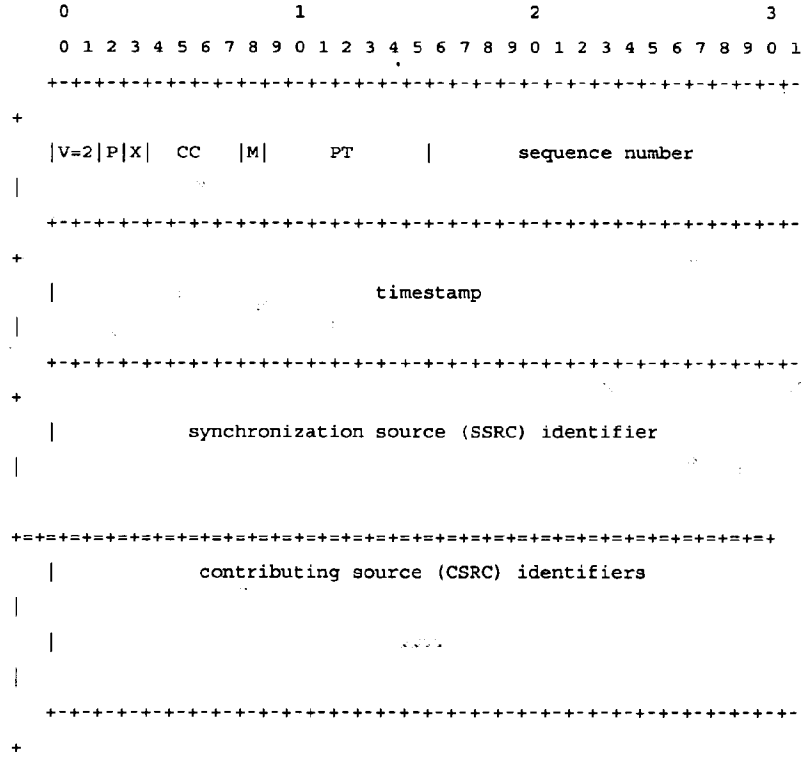 0 1 2 3
0 1 2 3 4 5 6 7 8 9 0 1 2 3 4 5 6 7 8 9 0 1 2 3 4 5 6 7 8 9 0 1
+-+-+-+-+-+-+-+-+-+-+-+-+-+-+-+-+-+-+-+-+-+-+-+-+-+-+-+-+-+-+-+-
+
|V=2|P|X| CC |M| PT | sequence number
|
+-+-+-+-+-+-+-+-+-+-+-+-+-+-+-+-+-+-+-+-+-+-+-+-+-+-+-+-+-+-+-+-
+
| timestamp
|
+-+-+-+-+-+-+-+-+-+-+-+-+-+-+-+-+-+-+-+-+-+-+-+-+-+-+-+-+-+-+-+-
+
| synchronization source (SSRC) identifier
|
+=+=+=+=+=+=+=+=+=+=+=+=+=+=+=+=+=+=+=+=+=+=+=+=+=+=+=+=+=+=+=+=+
| contributing source (CSRC) identifiers
|
| ....
|
+-+-+-+-+-+-+-+-+-+-+-+-+-+-+-+-+-+-+-+-+-+-+-+-+-+-+-+-+-+-+-+-
+